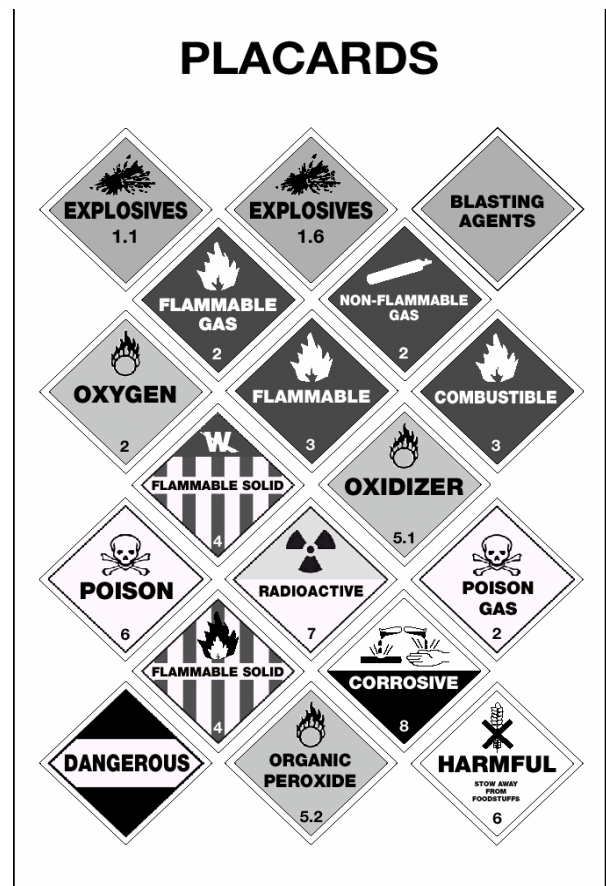 PLACARDS
EXPLOSIVES
1.1
EXPLOSIVES
1.6
BLASTING
AGENTS
FLAMMABLE
GAS
2
NON-FLAMMABLE
GAS
2
OXYGEN
2
FLAMMABLE
3
COMBUSTIBLE
3
W
FLAMMABLE SOLID
4
OXIDIZER
5.1
POISON
6
RADIOACTIVE
7
POISON
GAS
2
FLAMMABLE SOLID
4
CORROSIVE
8
DANGEROUS
ORGANIC
PEROXIDE
5.2
HARMFUL
STOW AWAY
FROM
FOODSTUFFS
6